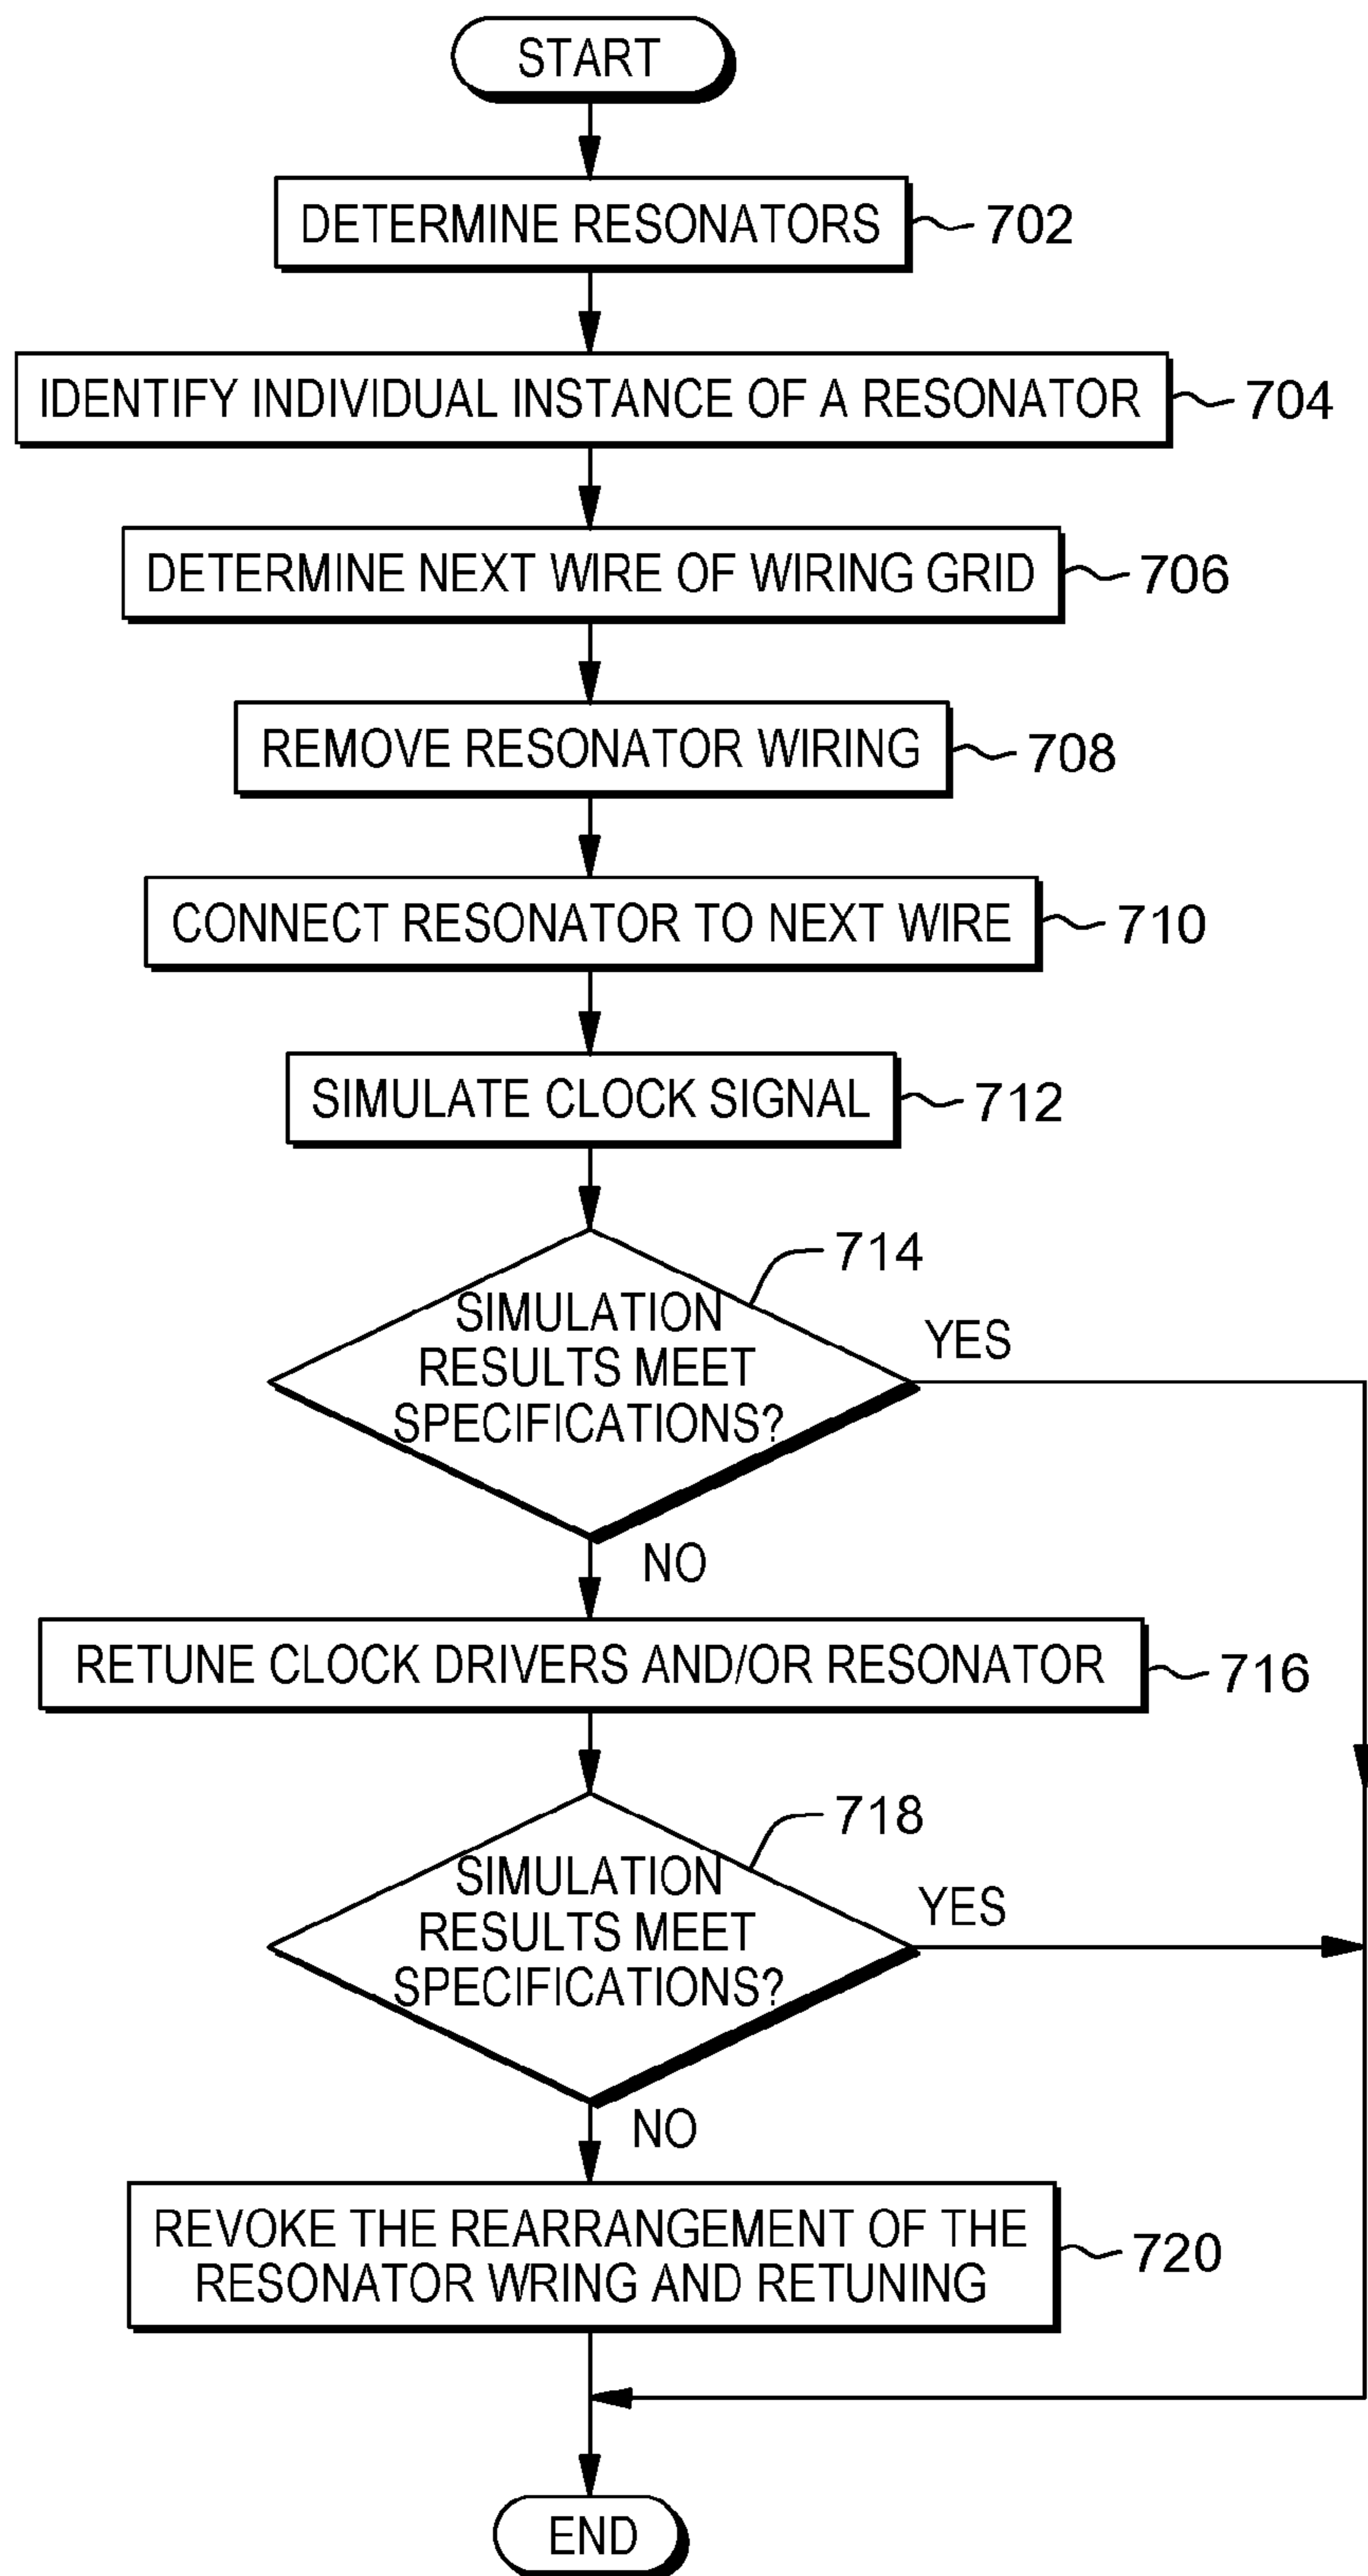 START
DETERMINE RESONATORS
702
IDENTIFY INDIVIDUAL INSTANCE OF A RESONATOR
704
DETERMINE NEXT WIRE OF WIRING GRID
706
REMOVE RESONATOR WIRING
708
CONNECT RESONATOR TO NEXT WIRE
710
SIMULATE CLOCK SIGNAL
712
714
SIMULATION
RESULTS MEET
SPECIFICATIONS?
YES
NO
RETUNE CLOCK DRIVERS AND/OR RESONATOR
716
718
SIMULATION
RESULTS MEET
SPECIFICATIONS?
YES
NO
REVOKE THE REARRANGEMENT OF THE
RESONATOR WRING AND RETUNING
720
END